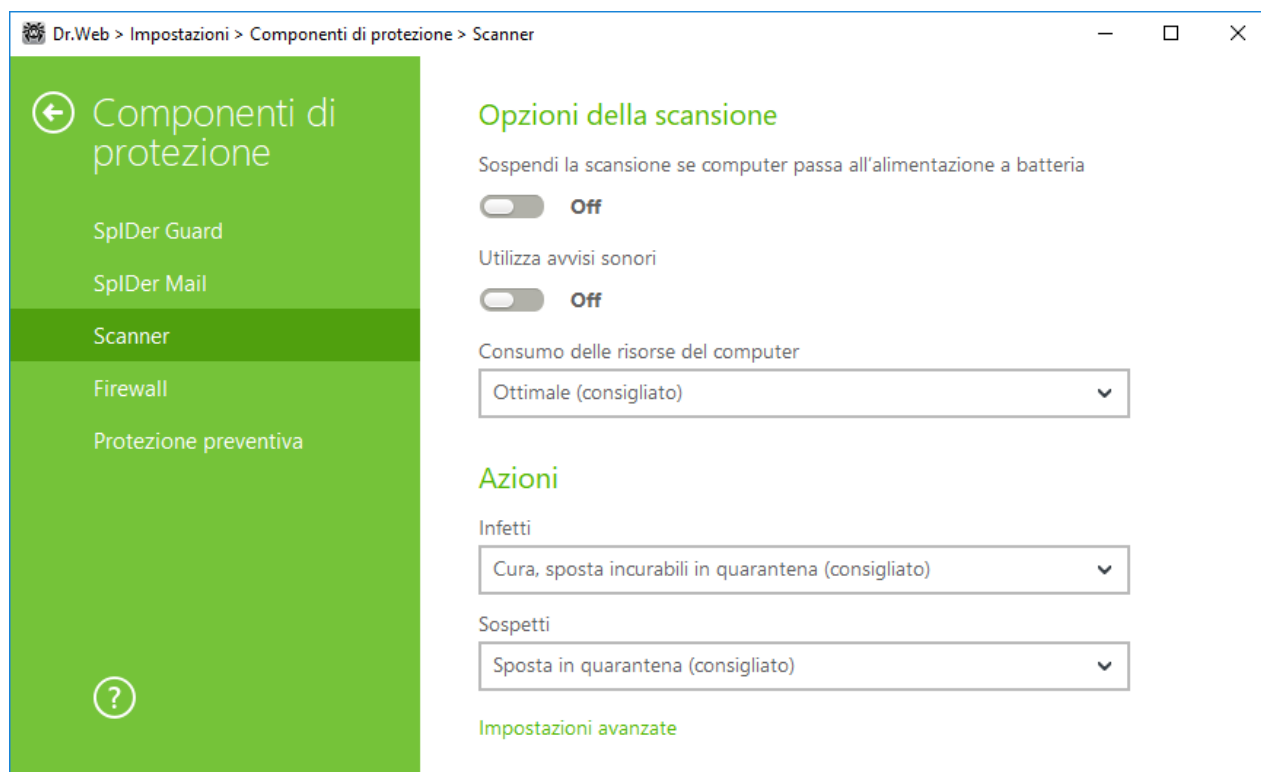 Dr.Web > Impostazioni > Componenti di protezione > Scanner
Componenti di
protezione
SpIDer Guard
SpIDer Mail
Scanner
Firewall
Protezione preventiva
?
Opzioni della scansione
Sospendi la scansione se computer passa all'alimentazione a batteria
Off
Utilizza avvisi sonori
Off
Consumo delle risorse del computer
Ottimale (consigliato)
Azioni
Infetti
Cura, sposta incurabili in quarantena (consigliato)
Sospetti
Sposta in quarantena (consigliato)
Impostazioni avanzate